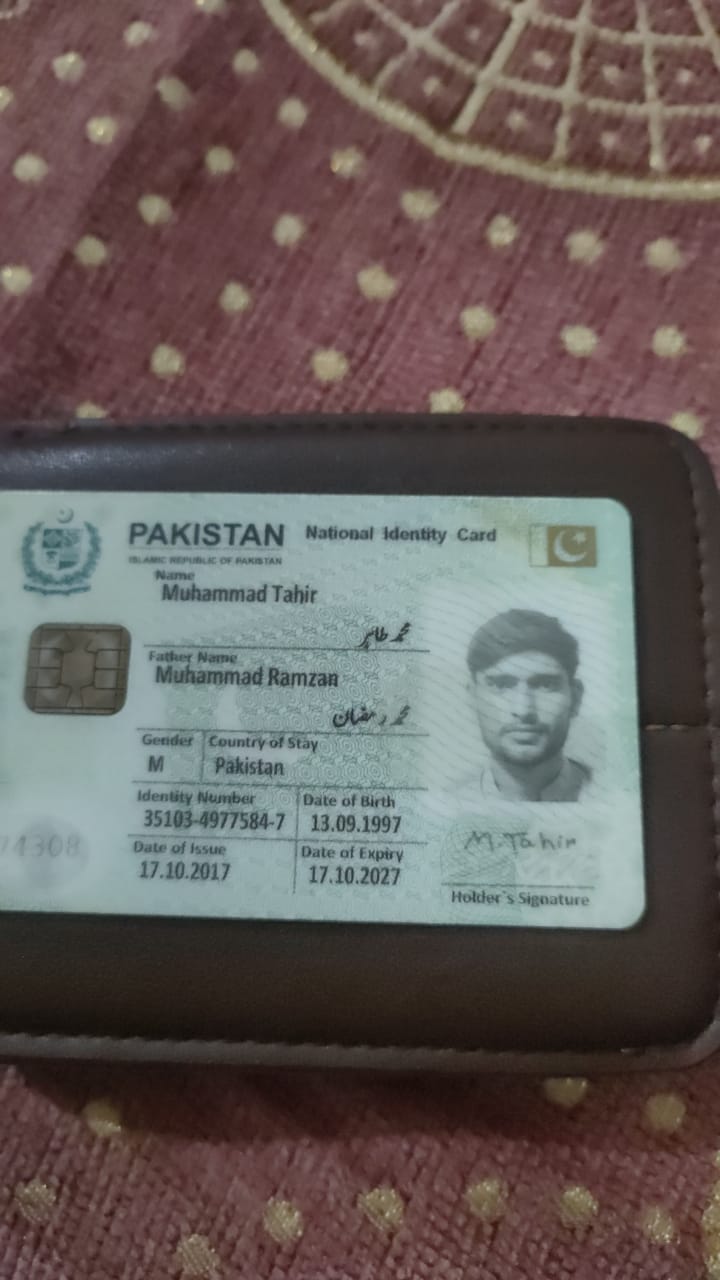 PAKISTAN National Identity Card
ISLAMIC REPUBLIC OF PAKISTAN
Name
Muhammad Tahir
محمد طاہر
Father Name
Muhammad Ramzan
محمد رمضان
Gender Country of Stay
M Pakistan
Identity Number Date of Birth
35103-4977584-7 13.09.1997
Date of Issue Date of Expiry
17.10.2017 17.10.2027
74308
M.Tahir
Holder's Signature